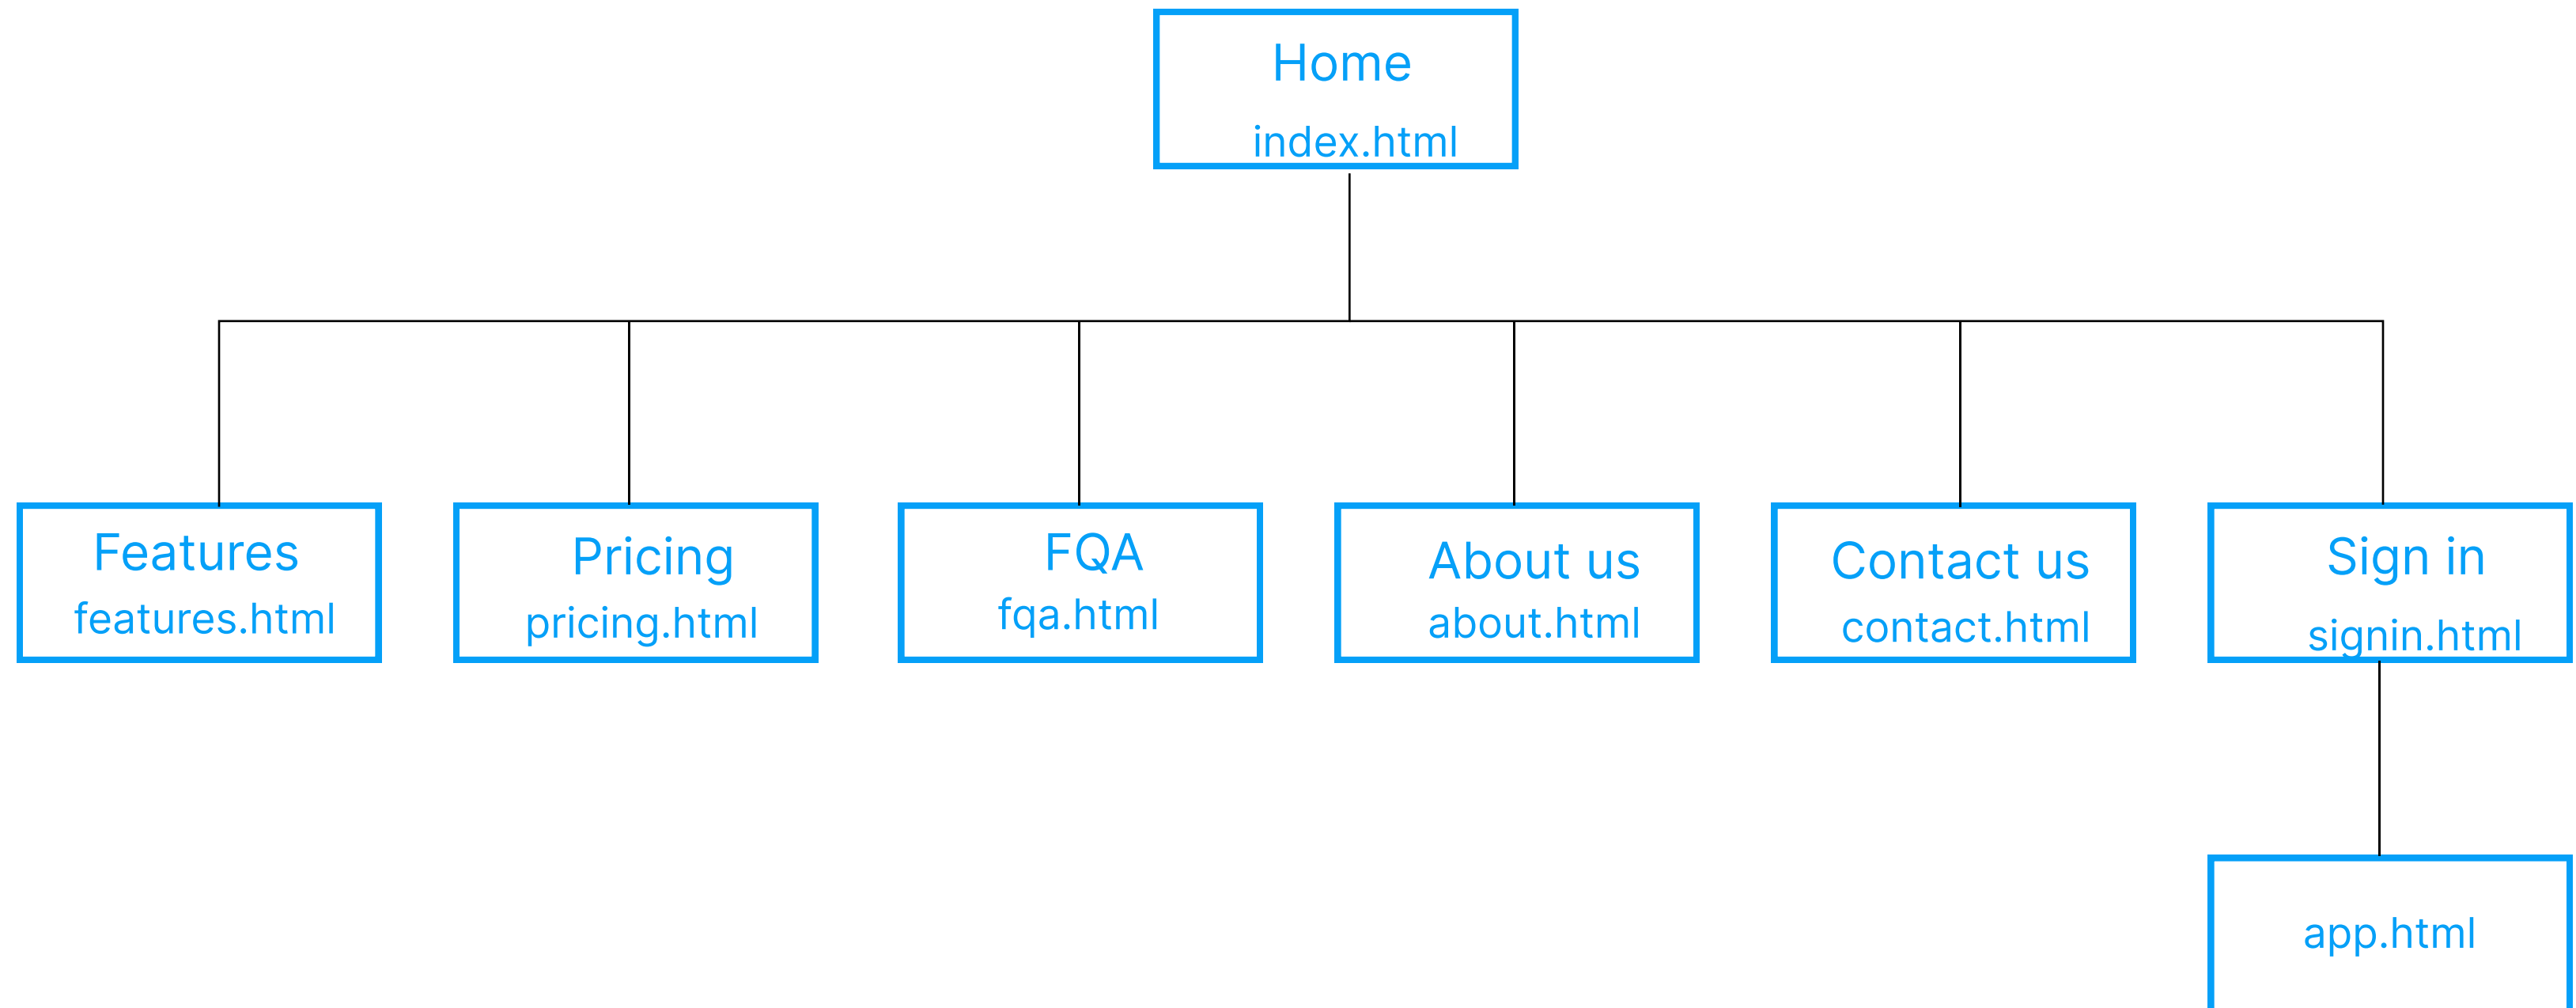 Home
index.html
Features
features.html
Pricing
pricing.html
FQA
fqa.html
About us
about.html
Contact us
contact.html
Sign in
signin.html
app.html